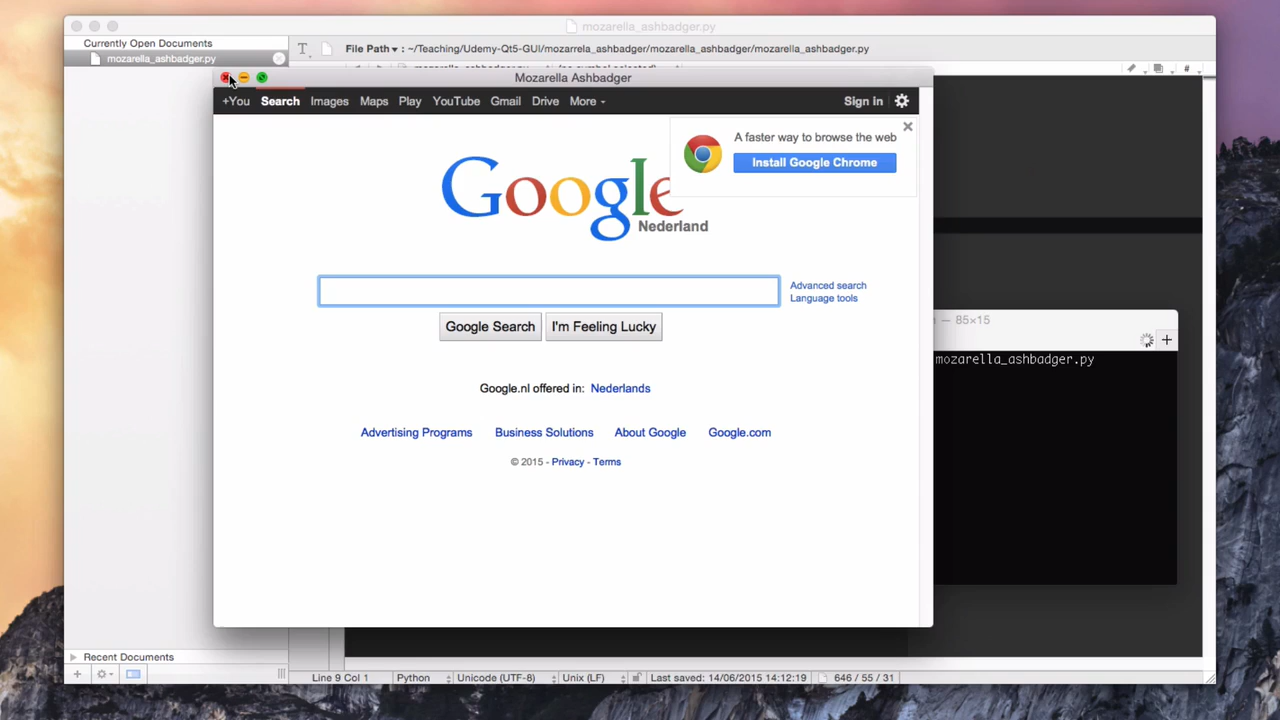 mozarella_ashbadger.py
Currently Open Documents
mozarella_ashbadger.py
File Path ▾ : ~/Teaching/Udemy-Qt5-GUI/mozarrela_ashbadger/mozarella_ashbadger/mozarella_ashbadger.py
Mozarella Ashbadger
+You Search Images Maps Play YouTube Gmail Drive More Sign in
A faster way to browse the web
Install Google Chrome
Google
Nederland
Advanced search
Language tools
Google Search I'm Feeling Lucky
— 85×15
mozarella_ashbadger.py
Google.nl offered in: Nederlands
Advertising Programs Business Solutions About Google Google.com
© 2015 - Privacy - Terms
Recent Documents
Line 9 Col 1 Python Unicode (UTF-8) Unix (LF) Last saved: 14/06/2015 14:12:19 646 / 55 / 31